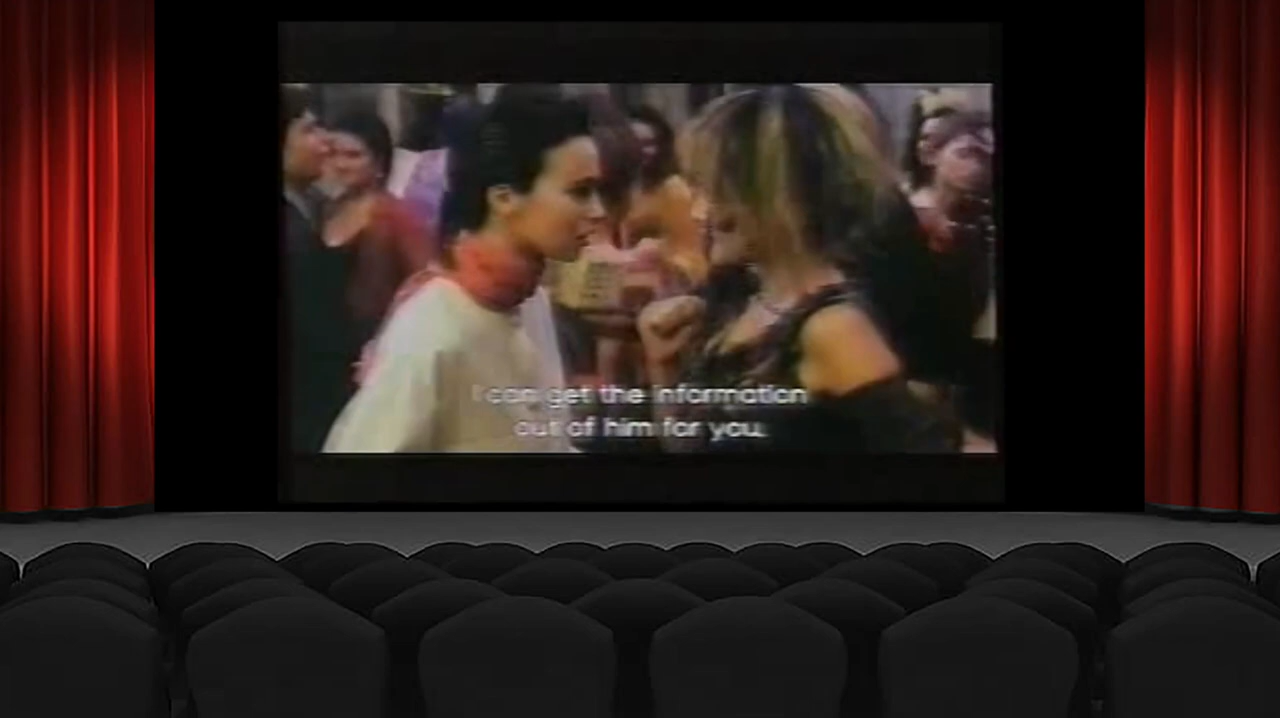 I can get the information
out of him for you.